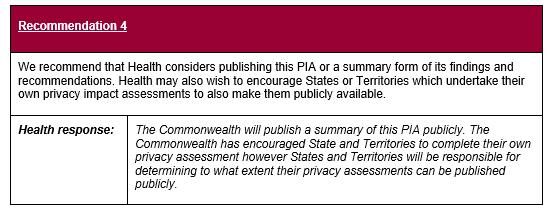 Recommendation 4
We recommend that Health considers publishing this PIA or a summary form of its findings and
recommendations. Health may also wish to encourage States or Territories which undertake their
own privacy impact assessments to also make them publicly available.
Health response:
The Commonwealth will publish a summary of this PIA publicly. The
Commonwealth has encouraged State and Territories to complete their own
privacy assessment however States and Territories will be responsible for
determining to what extent their privacy assessments can be published
publicly.